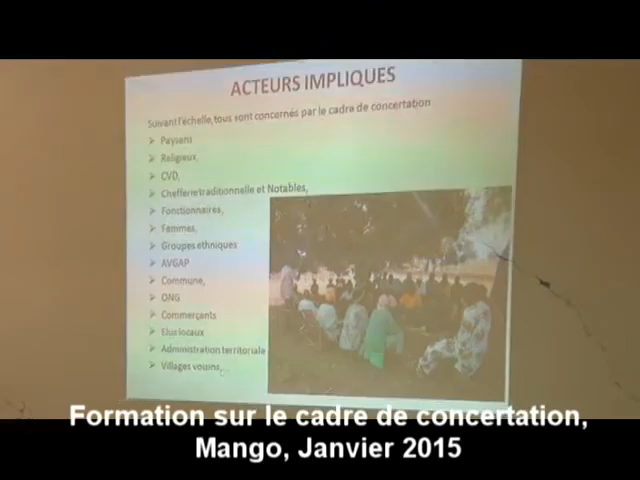 ACTEURS IMPLIQUES
Suivant l'échelle, tous sont concernés par le cadre de concertation
➢ Paysans
➢ Religieux,
➢ CVD,
➢ Chefferie traditionnelle et Notables,
➢ Fonctionnaires,
➢ Femmes,
➢ Groupes ethniques
➢ AVGAP
➢ Commune,
➢ ONG
➢ Commerçants
➢ Elus locaux
➢ Administration territoriale
➢ Villages voisins,
Formation sur le cadre de concertation,
Mango, Janvier 2015